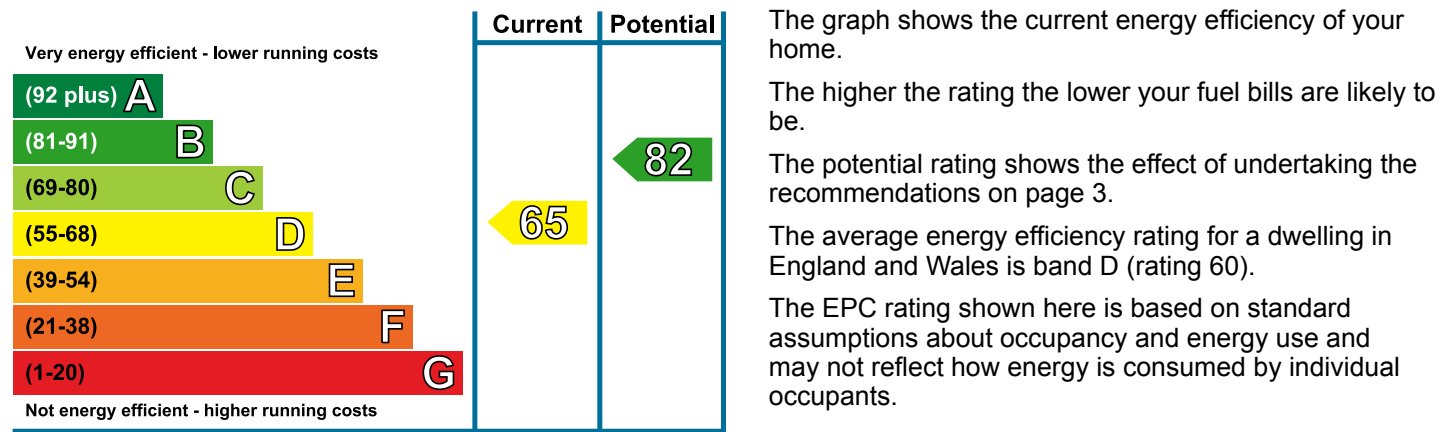 Current Potential
Very energy efficient - lower running costs
(92 plus) A
(81-91) B
82
(69-80) C
65
(55-68) D
(39-54) E
(21-38) F
(1-20) G
Not energy efficient - higher running costs
The graph shows the current energy efficiency of your
home.
The higher the rating the lower your fuel bills are likely to
be.
The potential rating shows the effect of undertaking the
recommendations on page 3.
The average energy efficiency rating for a dwelling in
England and Wales is band D (rating 60).
The EPC rating shown here is based on standard
assumptions about occupancy and energy use and
may not reflect how energy is consumed by individual
occupants.